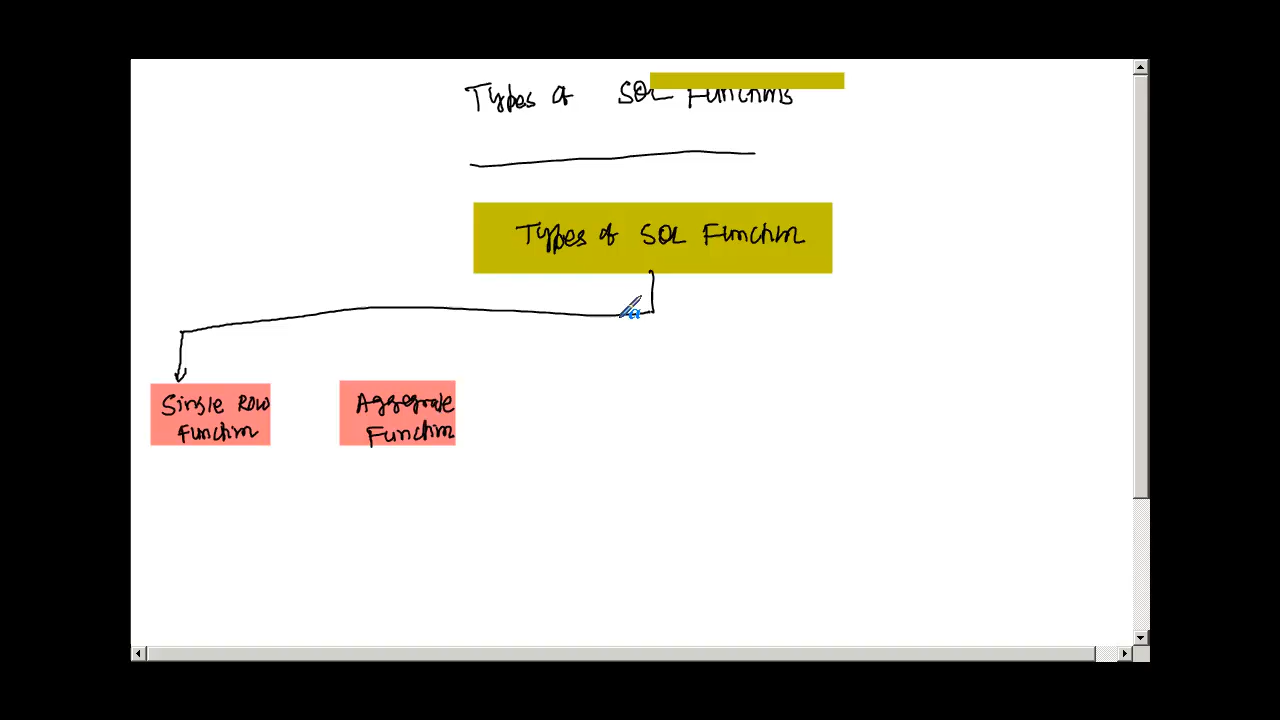 Types of SQL Functions
Types of SQL Function
Single Row
Function
Aggregate
Function